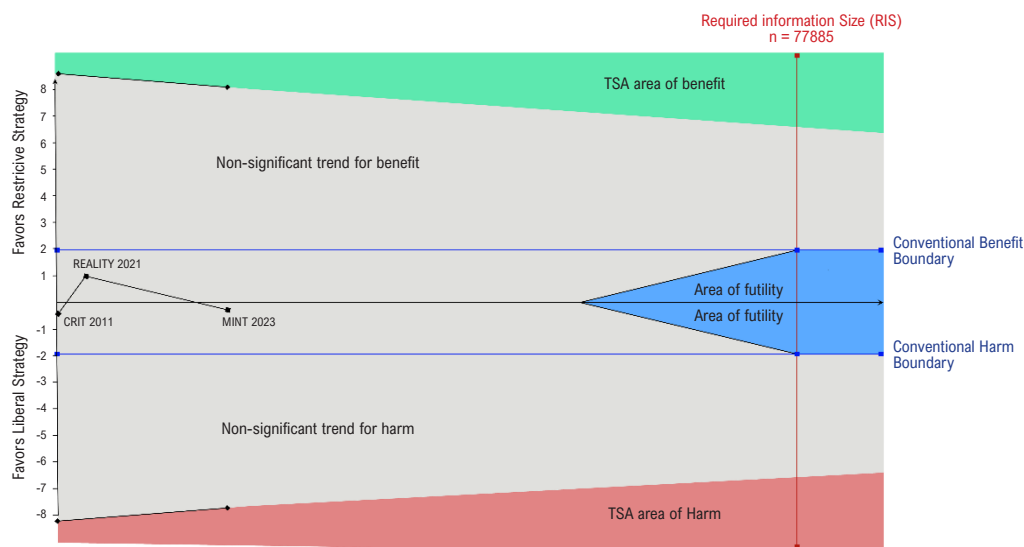 Required information Size (RIS)
n = 77885
TSA area of benefit
Favors Restricive Strategy
8
7
6
5
4
3
2
1
Non-significant trend for benefit
Conventional Benefit
Boundary
REALITY 2021
Area of futility
Area of futility
CRIT 2011
MINT 2023
Conventional Harm
Boundary
Favors Liberal Strategy
-1
-2
-3
-4
-5
-6
-7
-8
Non-significant trend for harm
TSA area of Harm